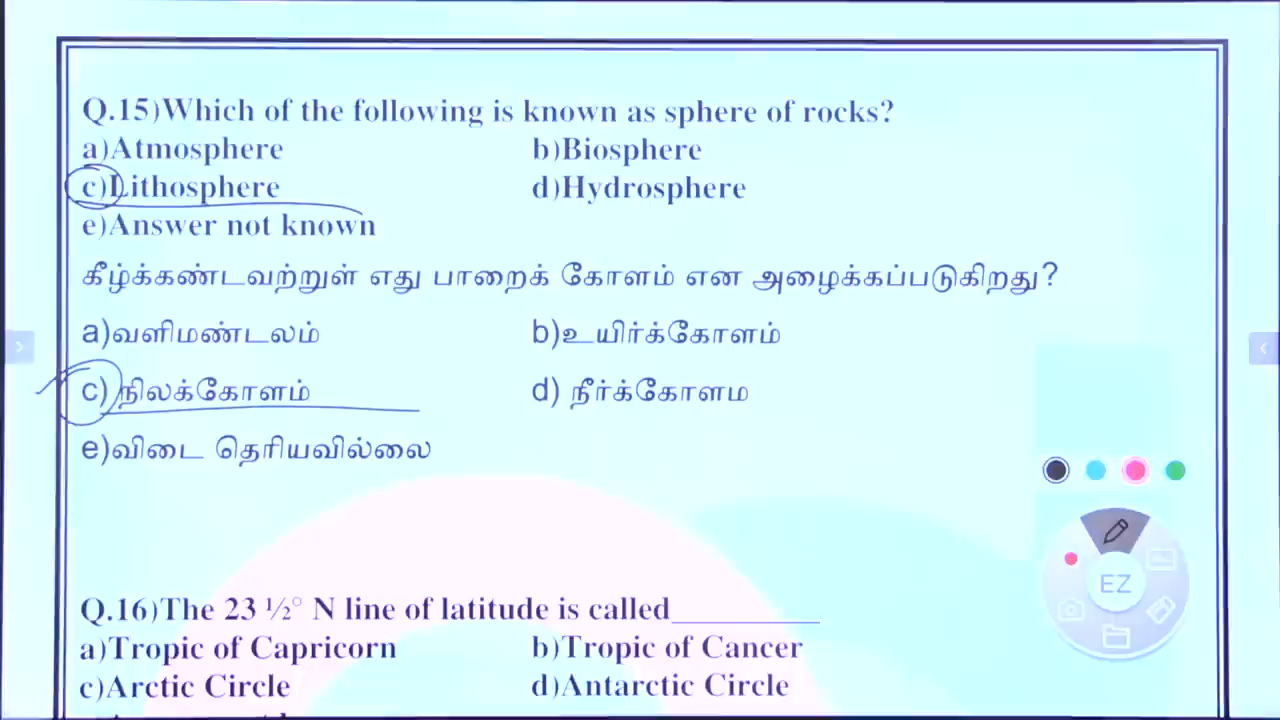 Q.15)Which of the following is known as sphere of rocks?
a)Atmosphere b)Biosphere
c)Lithosphere d)Hydrosphere
e)Answer not known
கீழ்க்கண்டவற்றுள் எது பாறைக் கோளம் என அழைக்கப்படுகிறது?
a)வளிமண்டலம் b)உயிர்க்கோளம்
c)நிலக்கோளம் d) நீர்க்கோளம
e)விடை தெரியவில்லை
EZ
Q.16)The 23 ½° N line of latitude is called________
a)Tropic of Capricorn b)Tropic of Cancer
c)Arctic Circle d)Antarctic Circle